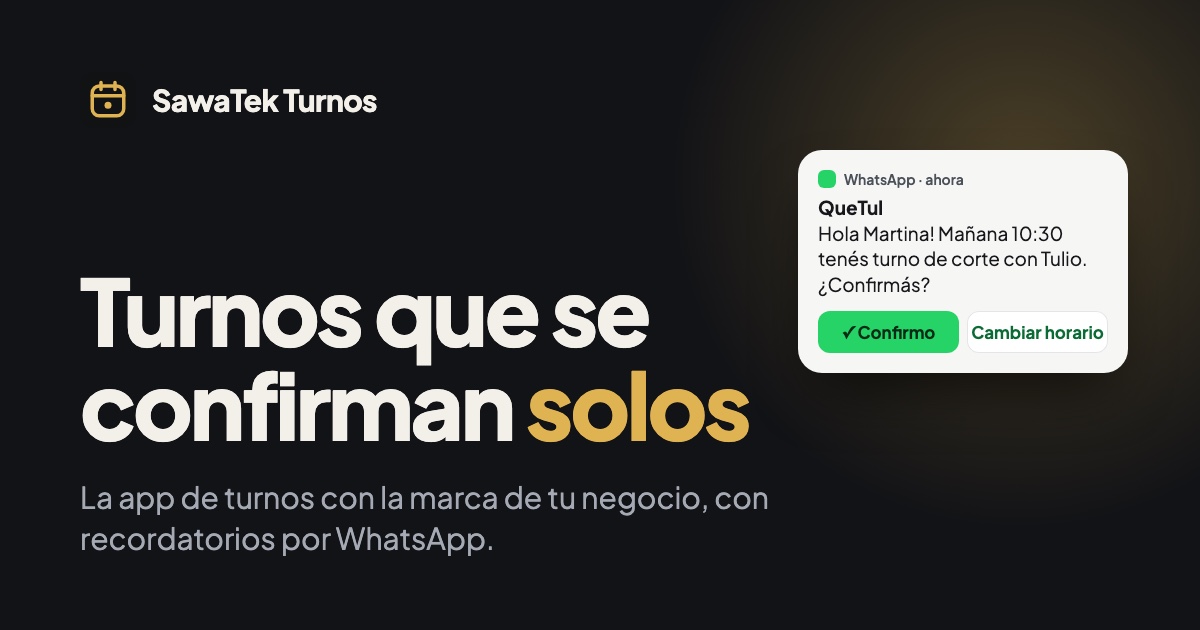 SawaTek Turnos
WhatsApp · ahora
QueTul
Hola Martina! Mañana 10:30
tenés turno de corte con Tulio.
¿Confirmás?
✓ Confirmo
Cambiar horario
Turnos que se
confirman solos
La app de turnos con la marca de tu negocio, con
recordatorios por WhatsApp.